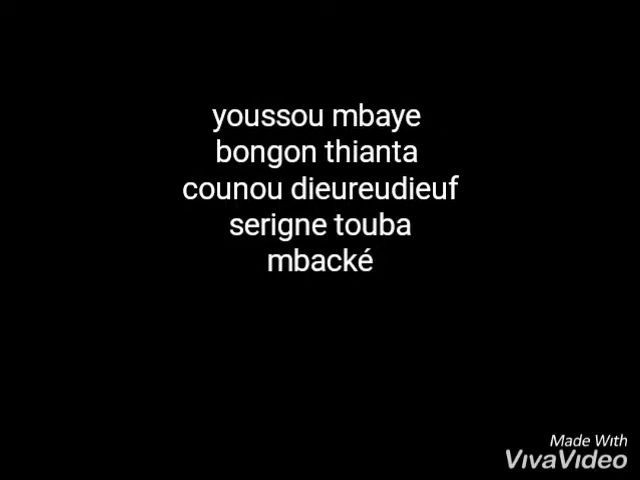 youssou mbaye
bongon thianta
counou dieureudieuf
serigne touba
mbacké
Made With
VivaVideo